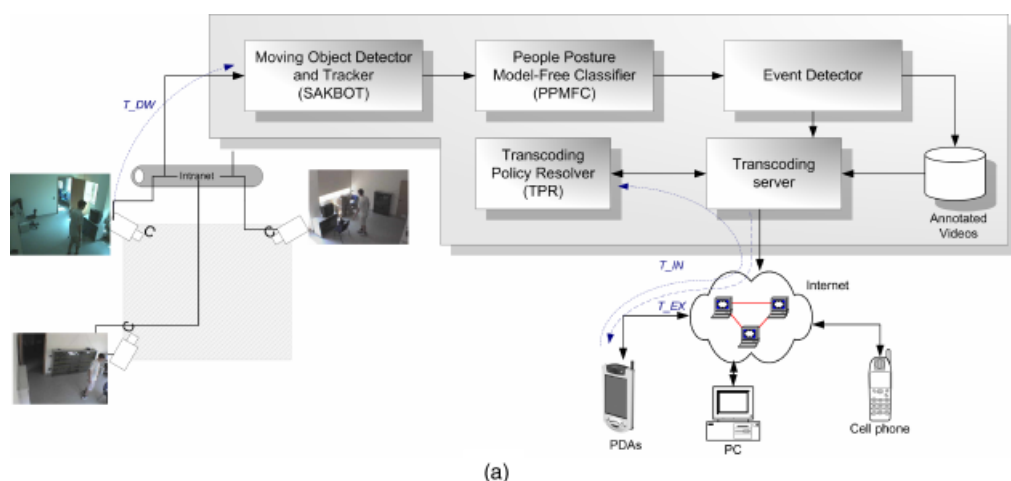 Moving Object Detector
and Tracker
(SAKBOT)
People Posture
Model-Free Classifier
(PPMFC)
Event Detector
T_DW
Intranet
Transcoding
Policy Resolver
(TPR)
Transcoding
server
Annotated
Videos
T_IN
Internet
T_EX
PDAs
PC
Cell phone
(a)